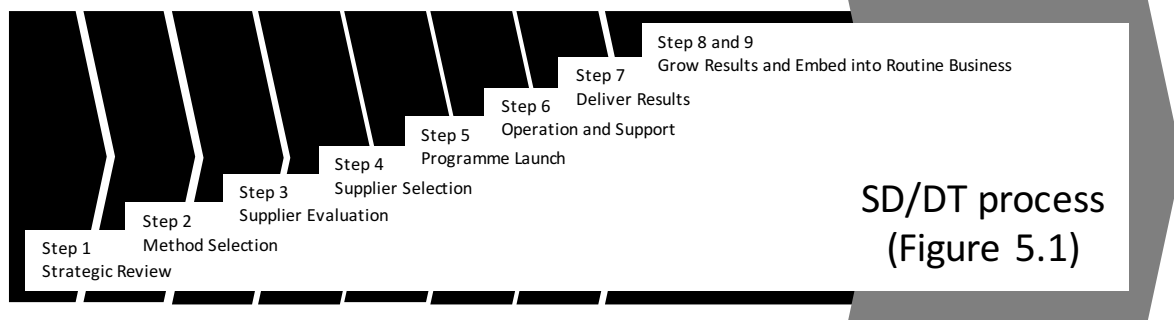 Step 1
Strategic Review
Step 2
Method Selection
Step 3
Supplier Evaluation
Step 4
Supplier Selection
Step 5
Programme Launch
Step 6
Operation and Support
Step 7
Deliver Results
Step 8 and 9
Grow Results and Embed into Routine Business
SD/DT process
(Figure 5.1)